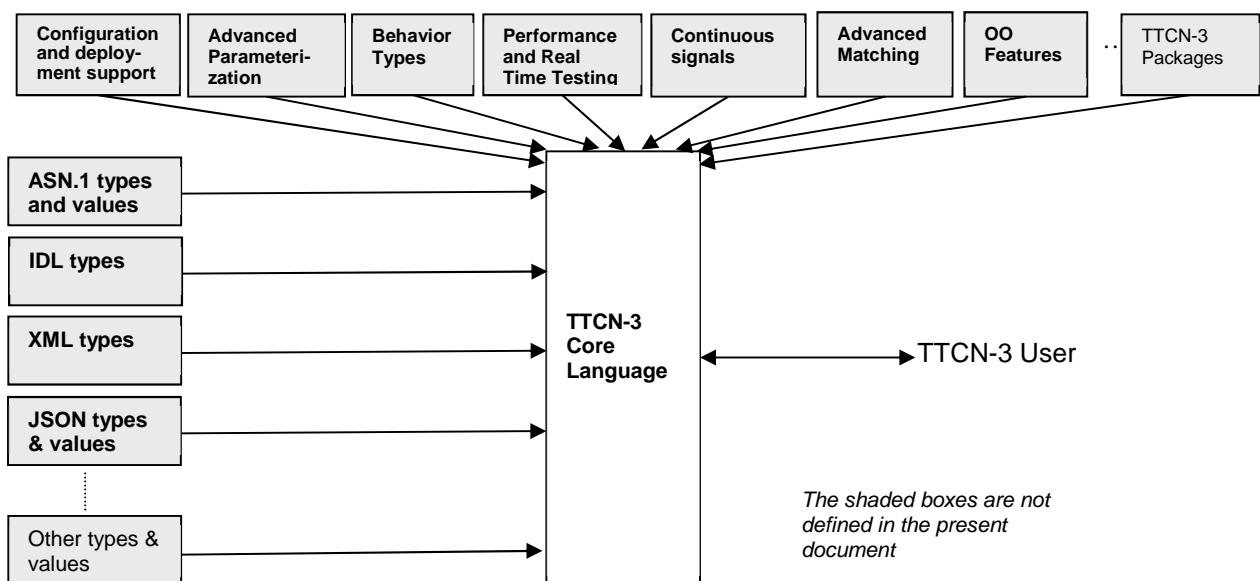 Configuration
and deploy-
ment support
Advanced
Parameteri-
zation
Behavior
Types
Performance
and Real
Time Testing
Continuous
signals
Advanced
Matching
OO
Features
..
TTCN-3
Packages
ASN.1 types
and values
IDL types
XML types
JSON types
& values
Other types &
values
TTCN-3
Core
Language
TTCN-3 User
The shaded boxes are not
defined in the present
document